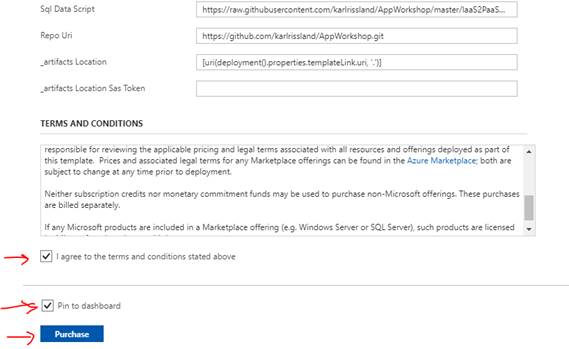 Sql Data Script
https://raw.githubusercontent.com/karlrissland/AppWorkshop/master/IaaS2PaaS...
Repo Uri
https://github.com/karlrissland/AppWorkshop.git
_artifacts Location
[uri(deployment().properties.templateLink.uri, '.')]
_artifacts Location Sas Token
TERMS AND CONDITIONS
responsible for reviewing the applicable pricing and legal terms associated with all resources and offerings deployed as part of
this template. Prices and associated legal terms for any Marketplace offerings can be found in the Azure Marketplace; both are
subject to change at any time prior to deployment.
Neither subscription credits nor monetary commitment funds may be used to purchase non-Microsoft offerings. These purchases
are billed separately.
If any Microsoft products are included in a Marketplace offering (e.g. Windows Server or SQL Server), such products are licensed
I agree to the terms and conditions stated above
Pin to dashboard
Purchase